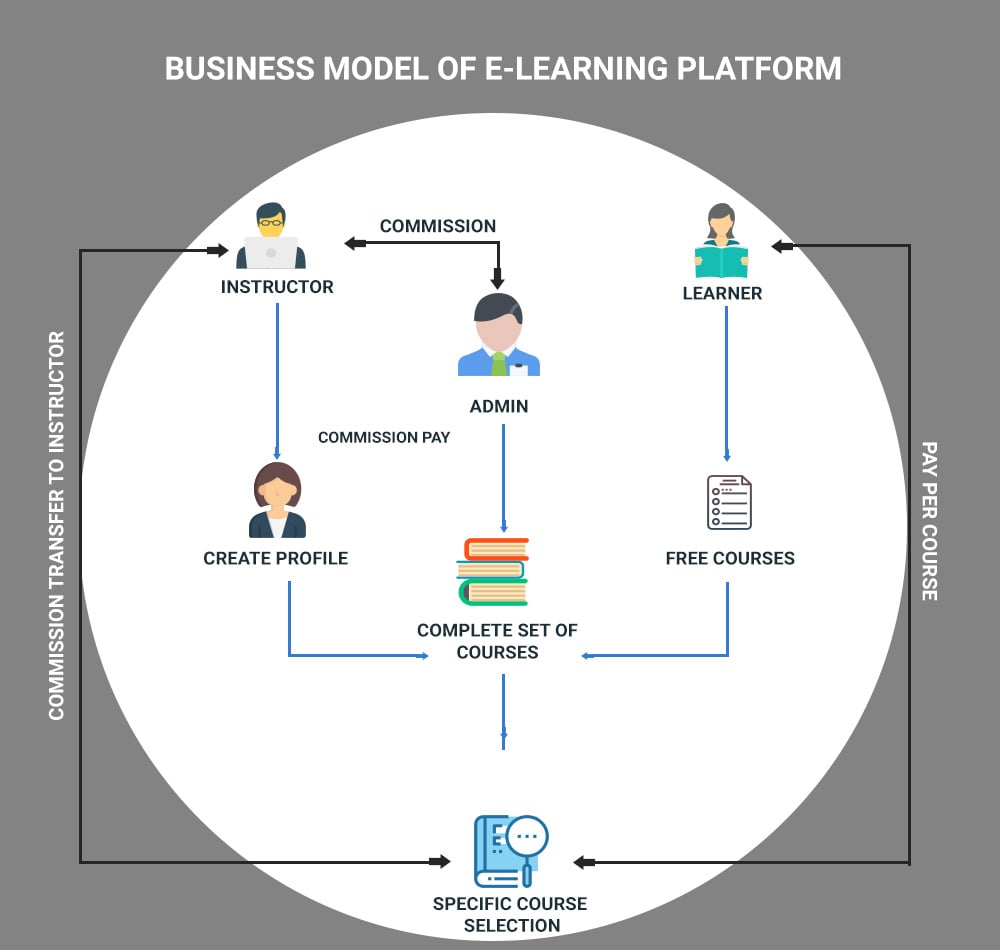 BUSINESS MODEL OF E-LEARNING PLATFORM
COMMISSION
INSTRUCTOR
LEARNER
ADMIN
COMMISSION PAY
COMMISSION TRANSFER TO INSTRUCTOR
PAY PER COURSE
CREATE PROFILE
FREE COURSES
COMPLETE SET OF
COURSES
SPECIFIC COURSE
SELECTION